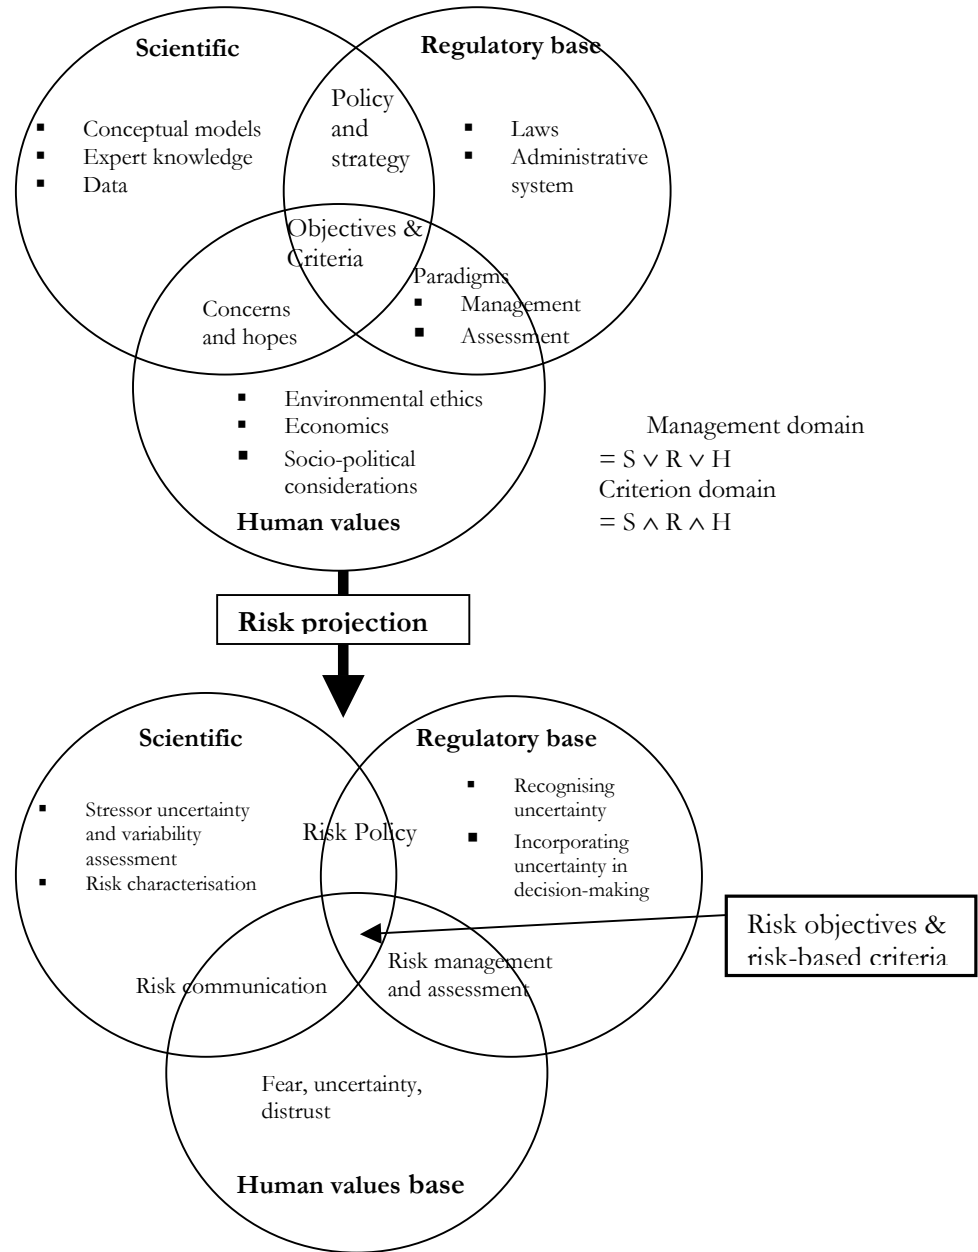 Scientific
Regulatory base
Policy
and
strategy
▪ Conceptual models
▪ Expert knowledge
▪ Data
▪ Laws
▪ Administrative
system
Objectives &
Criteria
Paradigms
▪ Management
▪ Assessment
Concerns
and hopes
▪ Environmental ethics
▪ Economics
▪ Socio-political
considerations
Human values
Management domain
= S ∨ R ∨ H
Criterion domain
= S ∧ R ∧ H
Risk projection
Scientific
Regulatory base
▪ Stressor uncertainty
and variability
assessment
▪ Risk characterisation
Risk Policy
▪ Recognising
uncertainty
▪ Incorporating
uncertainty in
decision-making
Risk objectives &
risk-based criteria
Risk communication
Risk management
and assessment
Fear, uncertainty,
distrust
Human values base